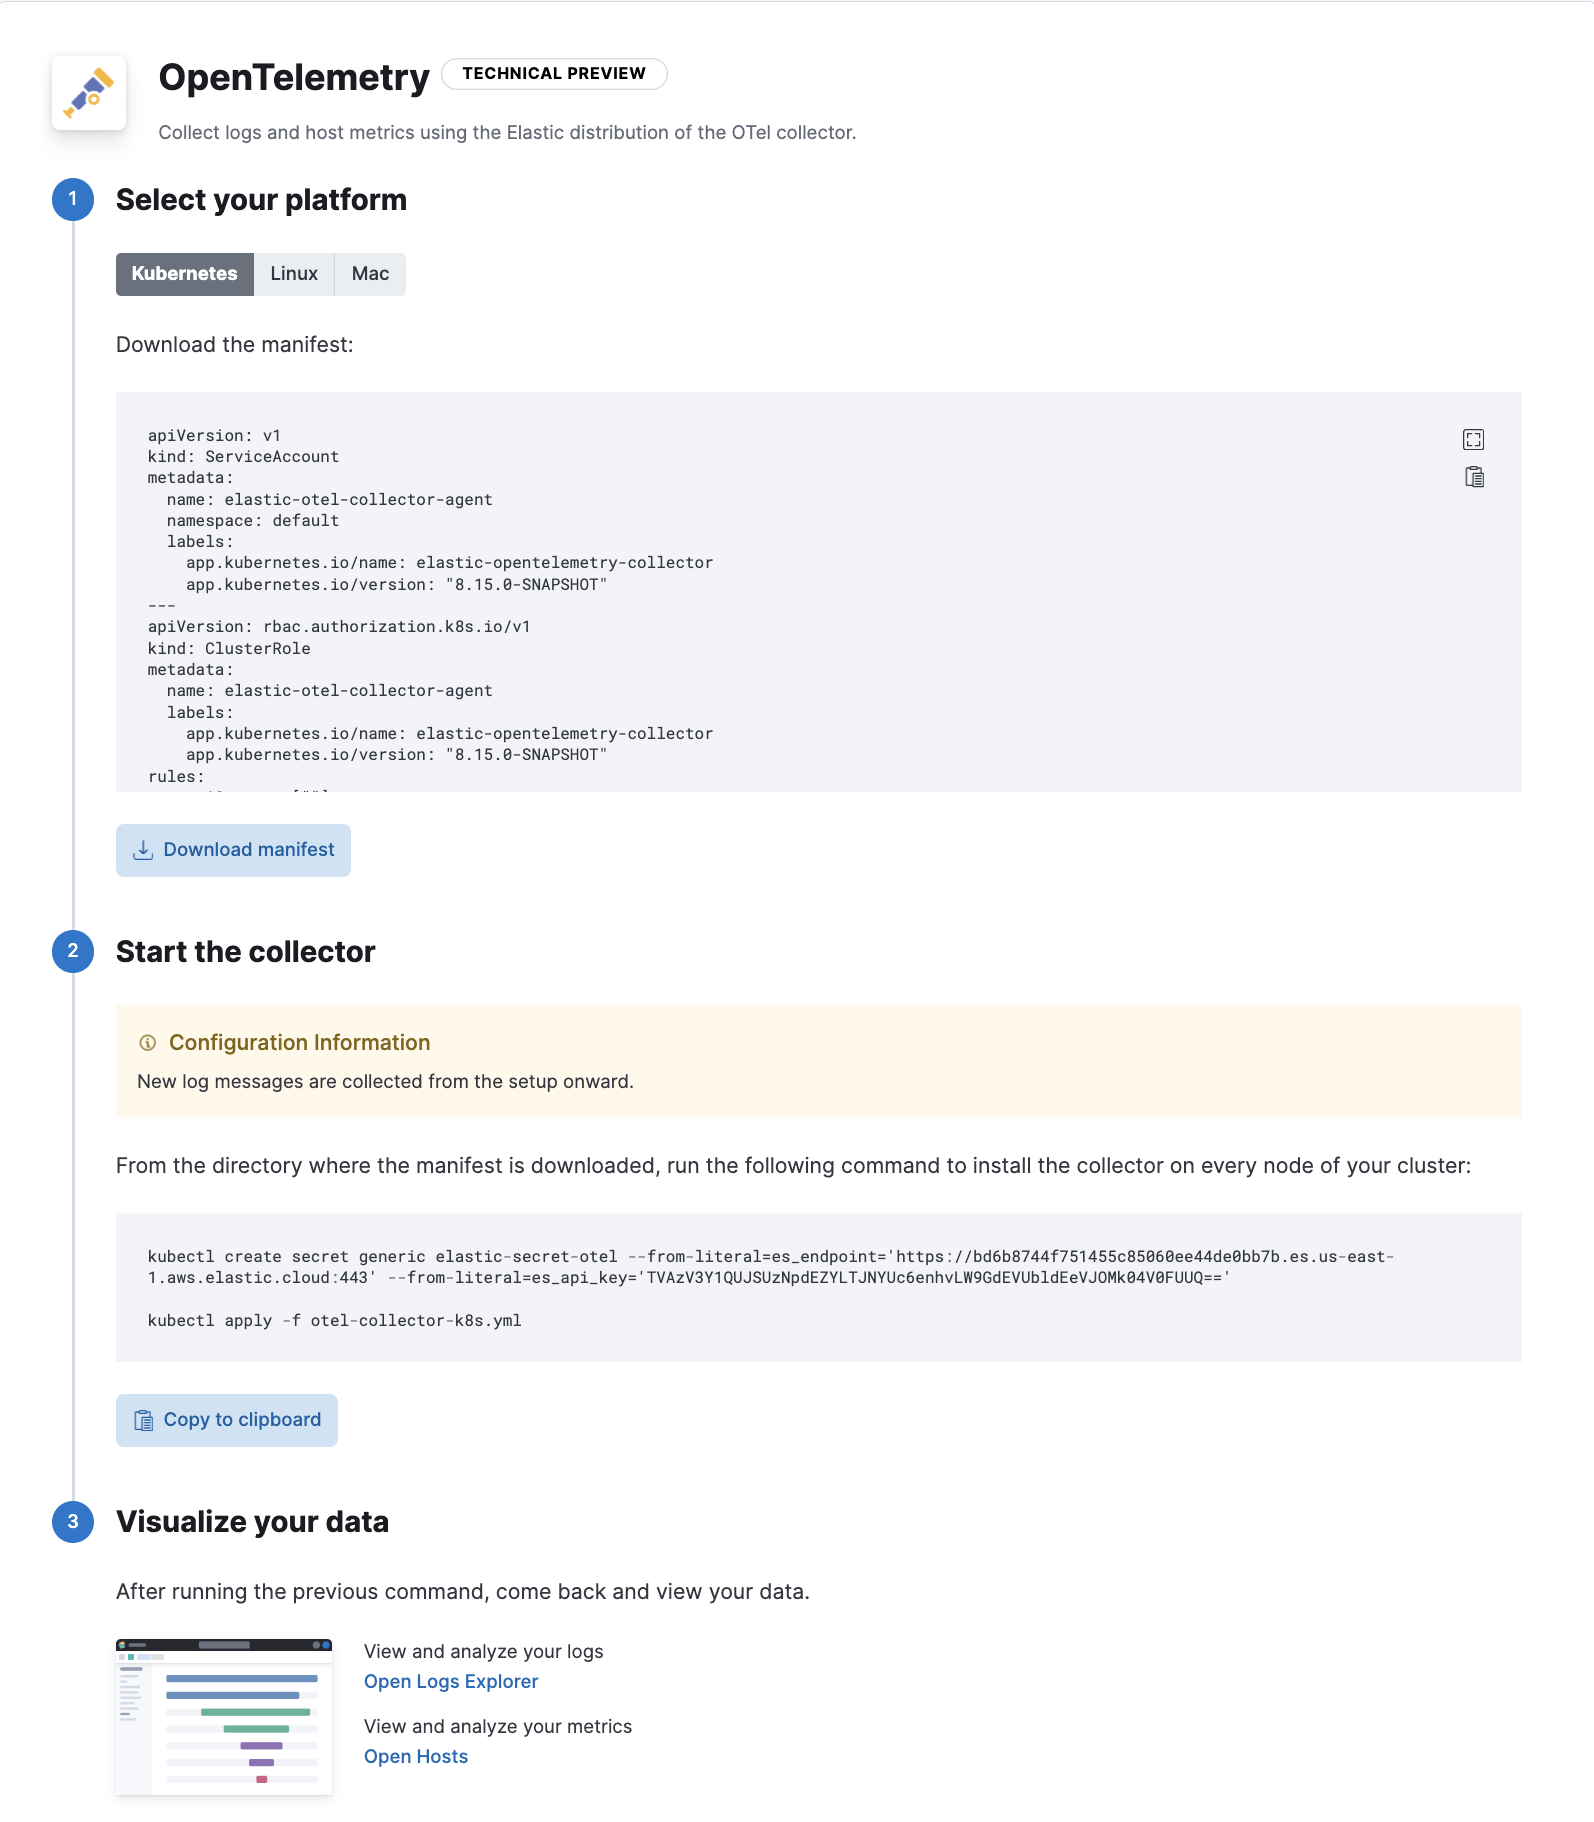 OpenTelemetry TECHNICAL PREVIEW
Collect logs and host metrics using the Elastic distribution of the OTel collector.
1 Select your platform
Kubernetes Linux Mac
Download the manifest:
apiVersion: v1
kind: ServiceAccount
metadata:
  name: elastic-otel-collector-agent
  namespace: default
  labels:
    app.kubernetes.io/name: elastic-opentelemetry-collector
    app.kubernetes.io/version: "8.15.0-SNAPSHOT"
---
apiVersion: rbac.authorization.k8s.io/v1
kind: ClusterRole
metadata:
  name: elastic-otel-collector-agent
  labels:
    app.kubernetes.io/name: elastic-opentelemetry-collector
    app.kubernetes.io/version: "8.15.0-SNAPSHOT"
rules:
Download manifest
2 Start the collector
Configuration Information
New log messages are collected from the setup onward.
From the directory where the manifest is downloaded, run the following command to install the collector on every node of your cluster:
kubectl create secret generic elastic-secret-otel --from-literal=es_endpoint='https://bd6b8744f751455c85060ee44de0bb7b.es.us-east-
1.aws.elastic.cloud:443' --from-literal=es_api_key='TVAzV3Y1QUJSUzNpdEZYLTJNYUc6enhvLW9GdEVUbldEeVJOMk04V0FUUQ=='
kubectl apply -f otel-collector-k8s.yml
Copy to clipboard
3 Visualize your data
After running the previous command, come back and view your data.
View and analyze your logs
Open Logs Explorer
View and analyze your metrics
Open Hosts